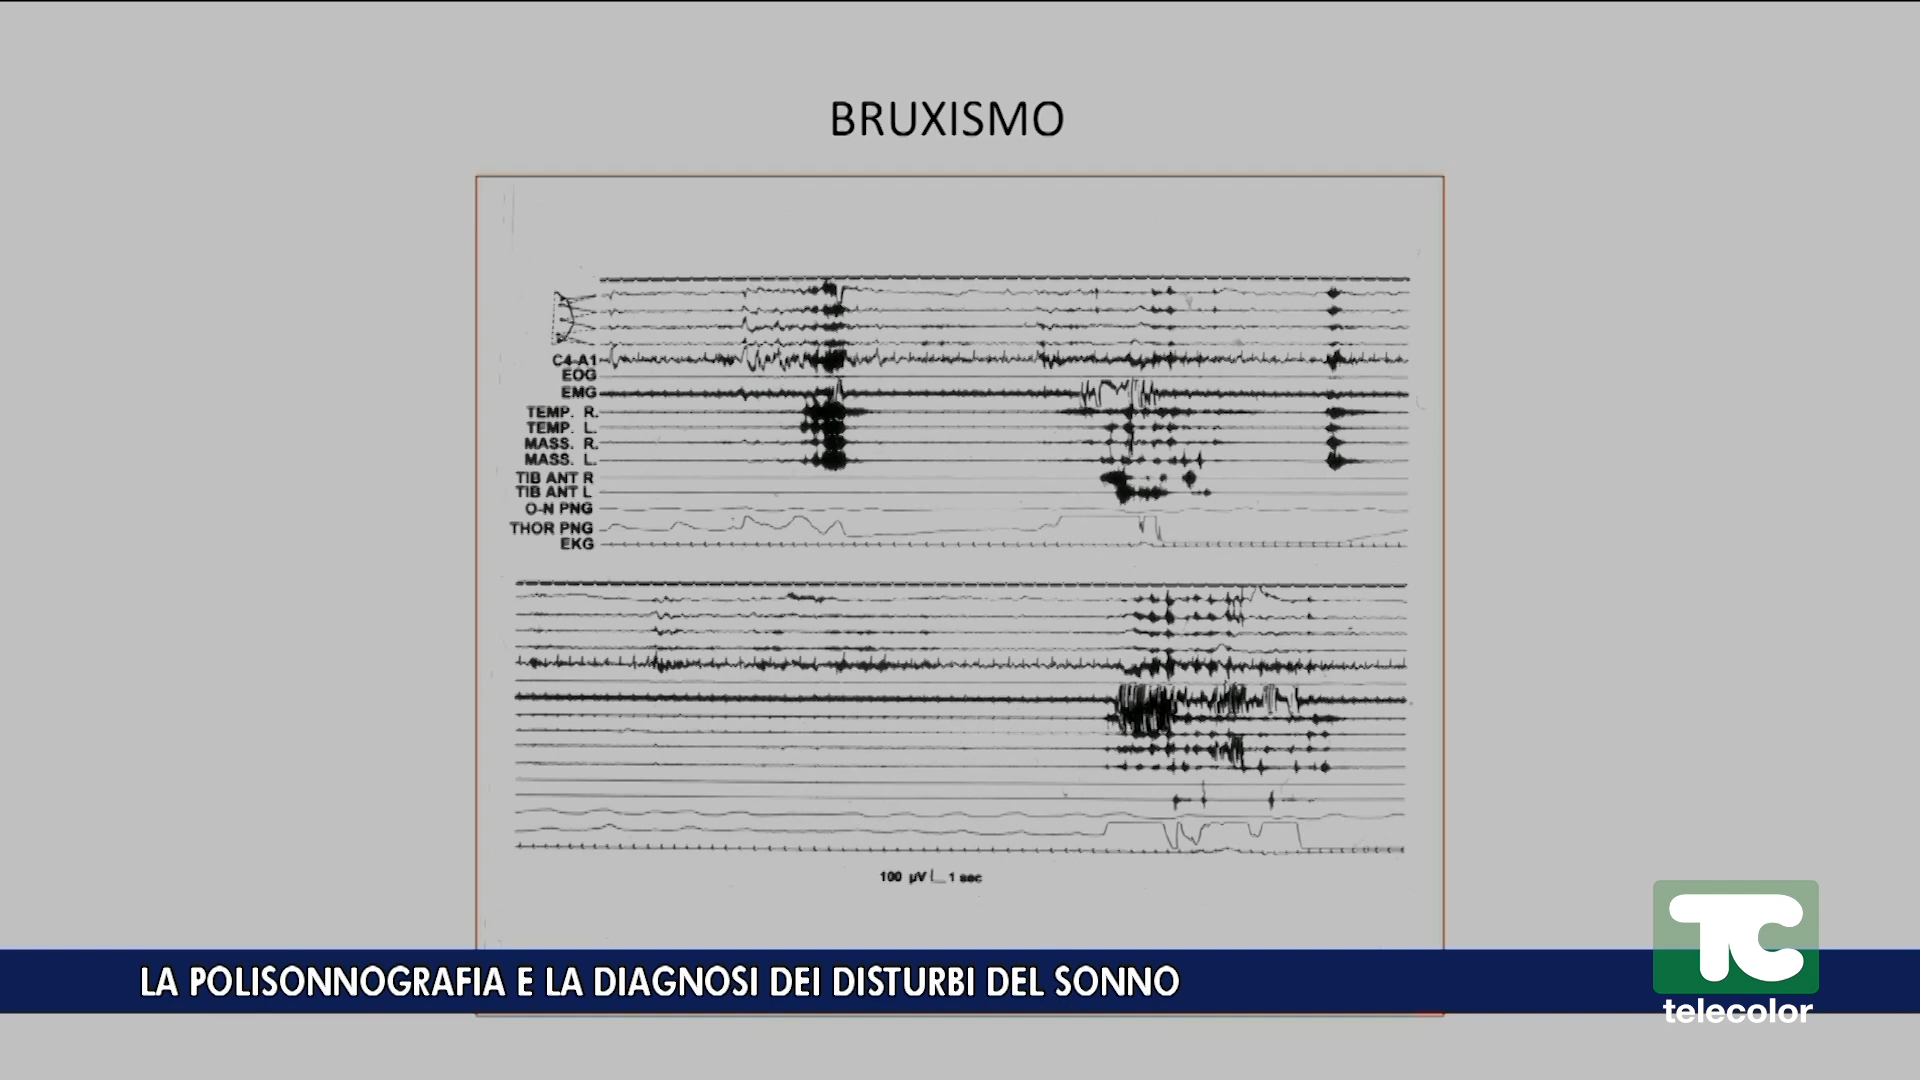 BRUXISMO
C4-A1
EOG
EMG
TEMP. R.
TEMP. L.
MASS. R.
MASS. L.
TIB ANT R
TIB ANT L
O-N PNG
THOR PNG
EKG
100 µV 1 sec
LA POLISONNOGRAFIA E LA DIAGNOSI DEI DISTURBI DEL SONNO
TC
telecolor